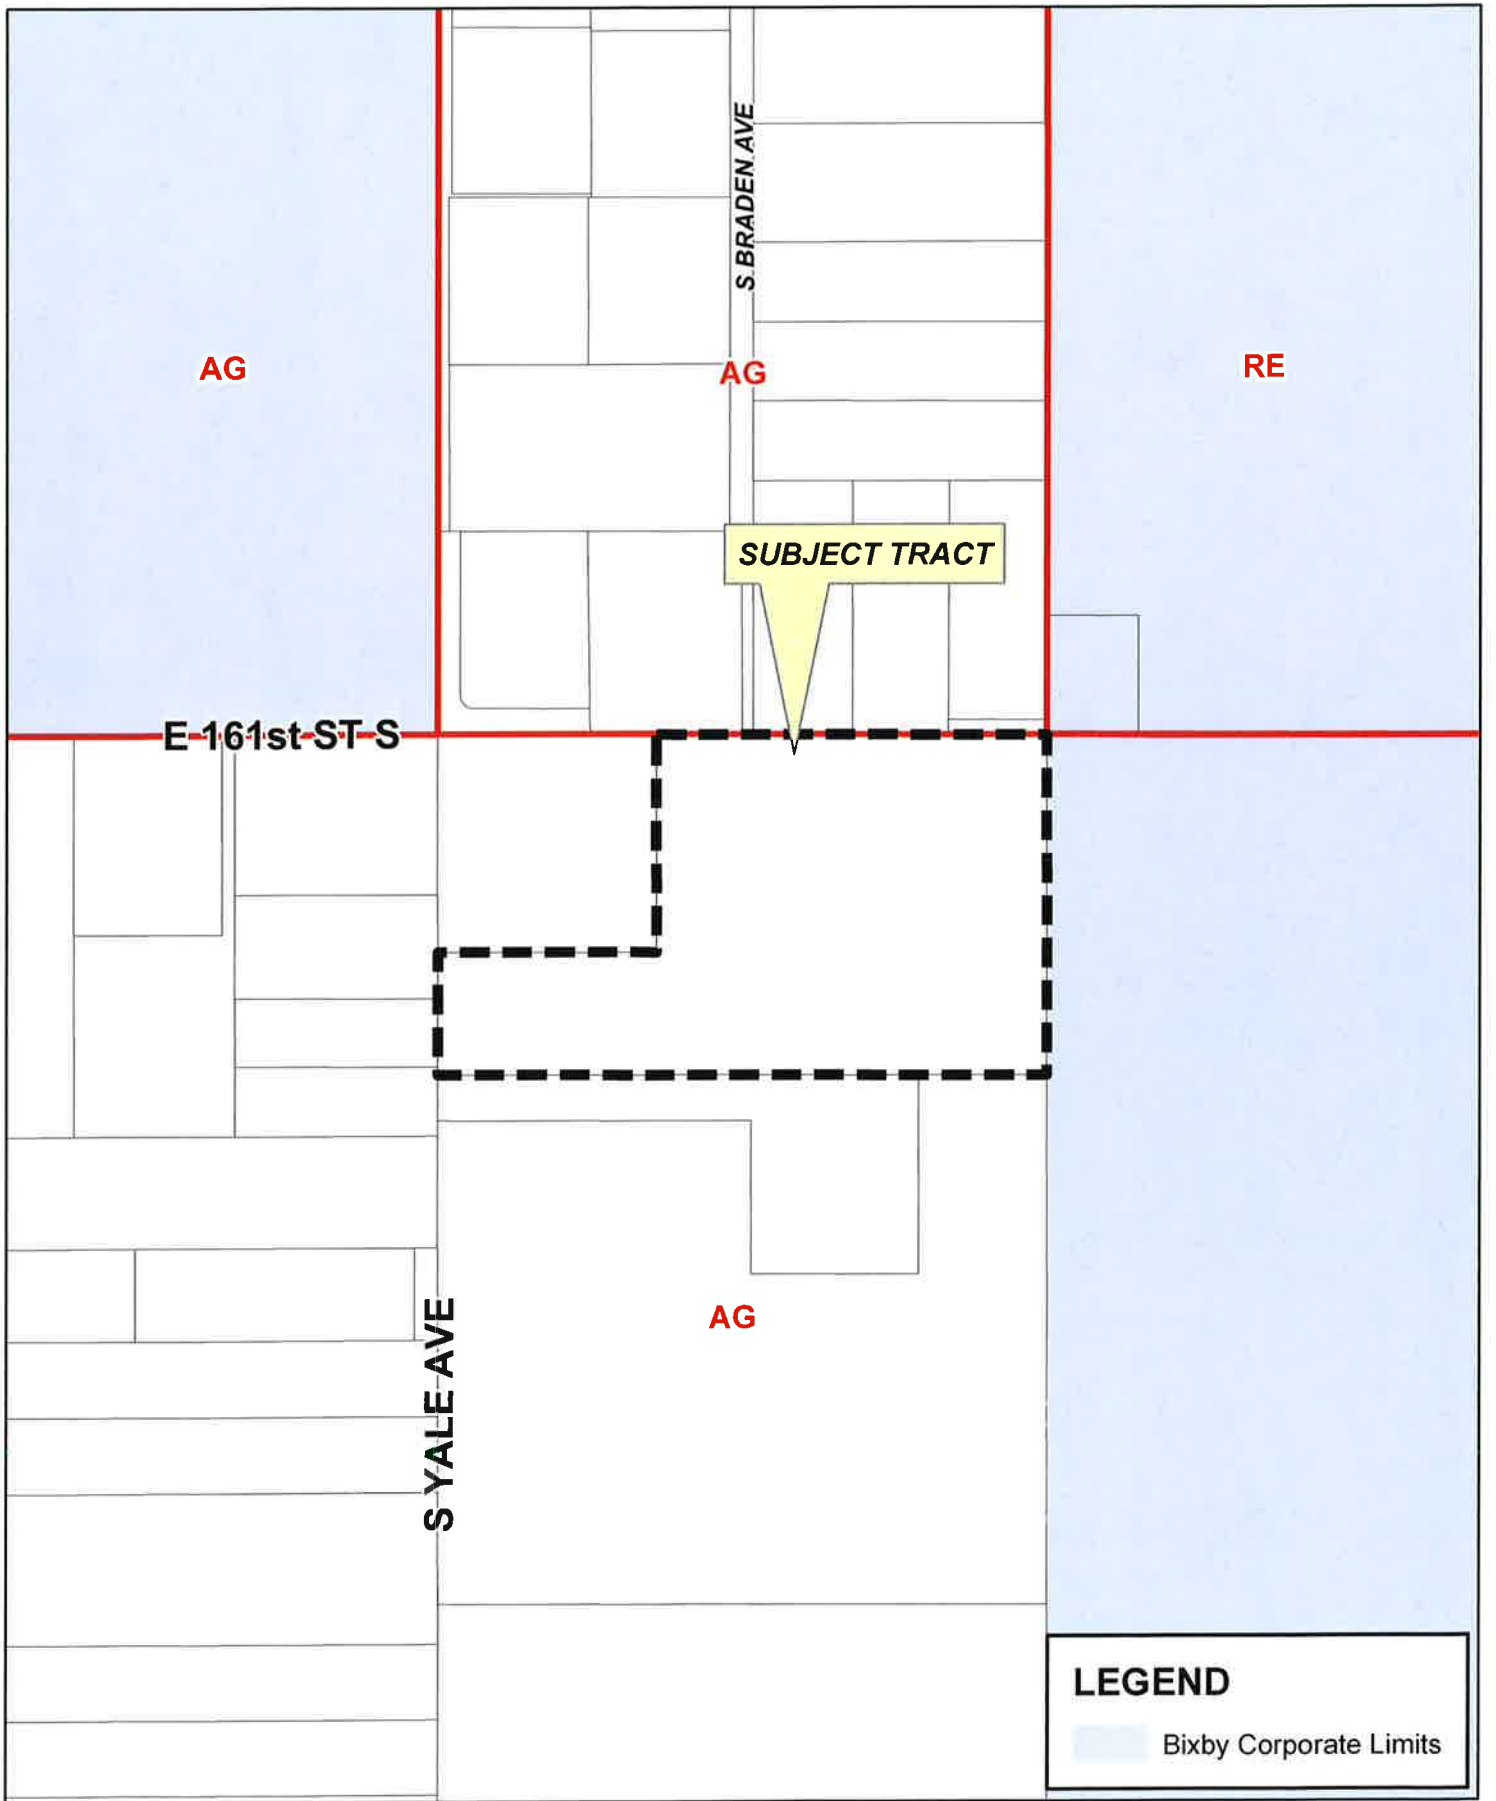 S. BRADEN AVE
AG
AG
RE
SUBJECT TRACT
E 161st ST S
AG
S YALE AVE
LEGEND
Bixby Corporate Limits